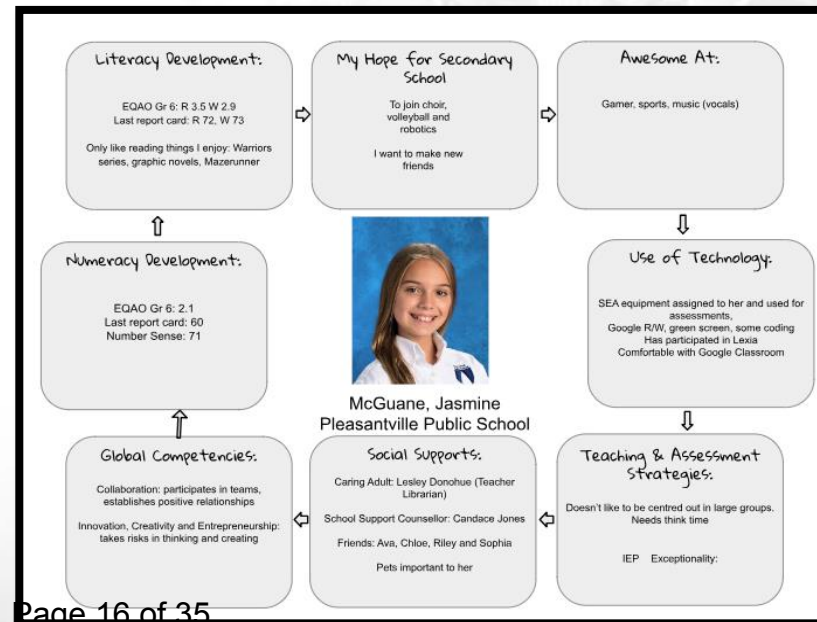 Literacy Development:
EQAO Gr 6: R 3.5 W 2.9
Last report card: R 72, W 73
Only like reading things I enjoy: Warriors
series, graphic novels, Mazerunner
My Hope for Secondary
School
To join choir,
volleyball and
robotics
I want to make new
friends
Awesome At:
Gamer, sports, music (vocals)
Numeracy Development:
EQAO Gr 6: 2.1
Last report card: 60
Number Sense: 71
McGuane, Jasmine
Pleasantville Public School
Use of Technology:
SEA equipment assigned to her and used for
assessments,
Google R/W, green screen, some coding
Has participated in Lexia
Comfortable with Google Classroom
Global Competencies:
Collaboration: participates in teams,
establishes positive relationships
Innovation, Creativity and Entrepreneurship:
takes risks in thinking and creating
Social Supports:
Caring Adult: Lesley Donohue (Teacher
Librarian)
School Support Counsellor: Candace Jones
Friends: Ava, Chloe, Riley and Sophia
Pets important to her
Teaching & Assessment
Strategies:
Doesn't like to be centred out in large groups.
Needs think time
IEP Exceptionality:
Page 16 of 35